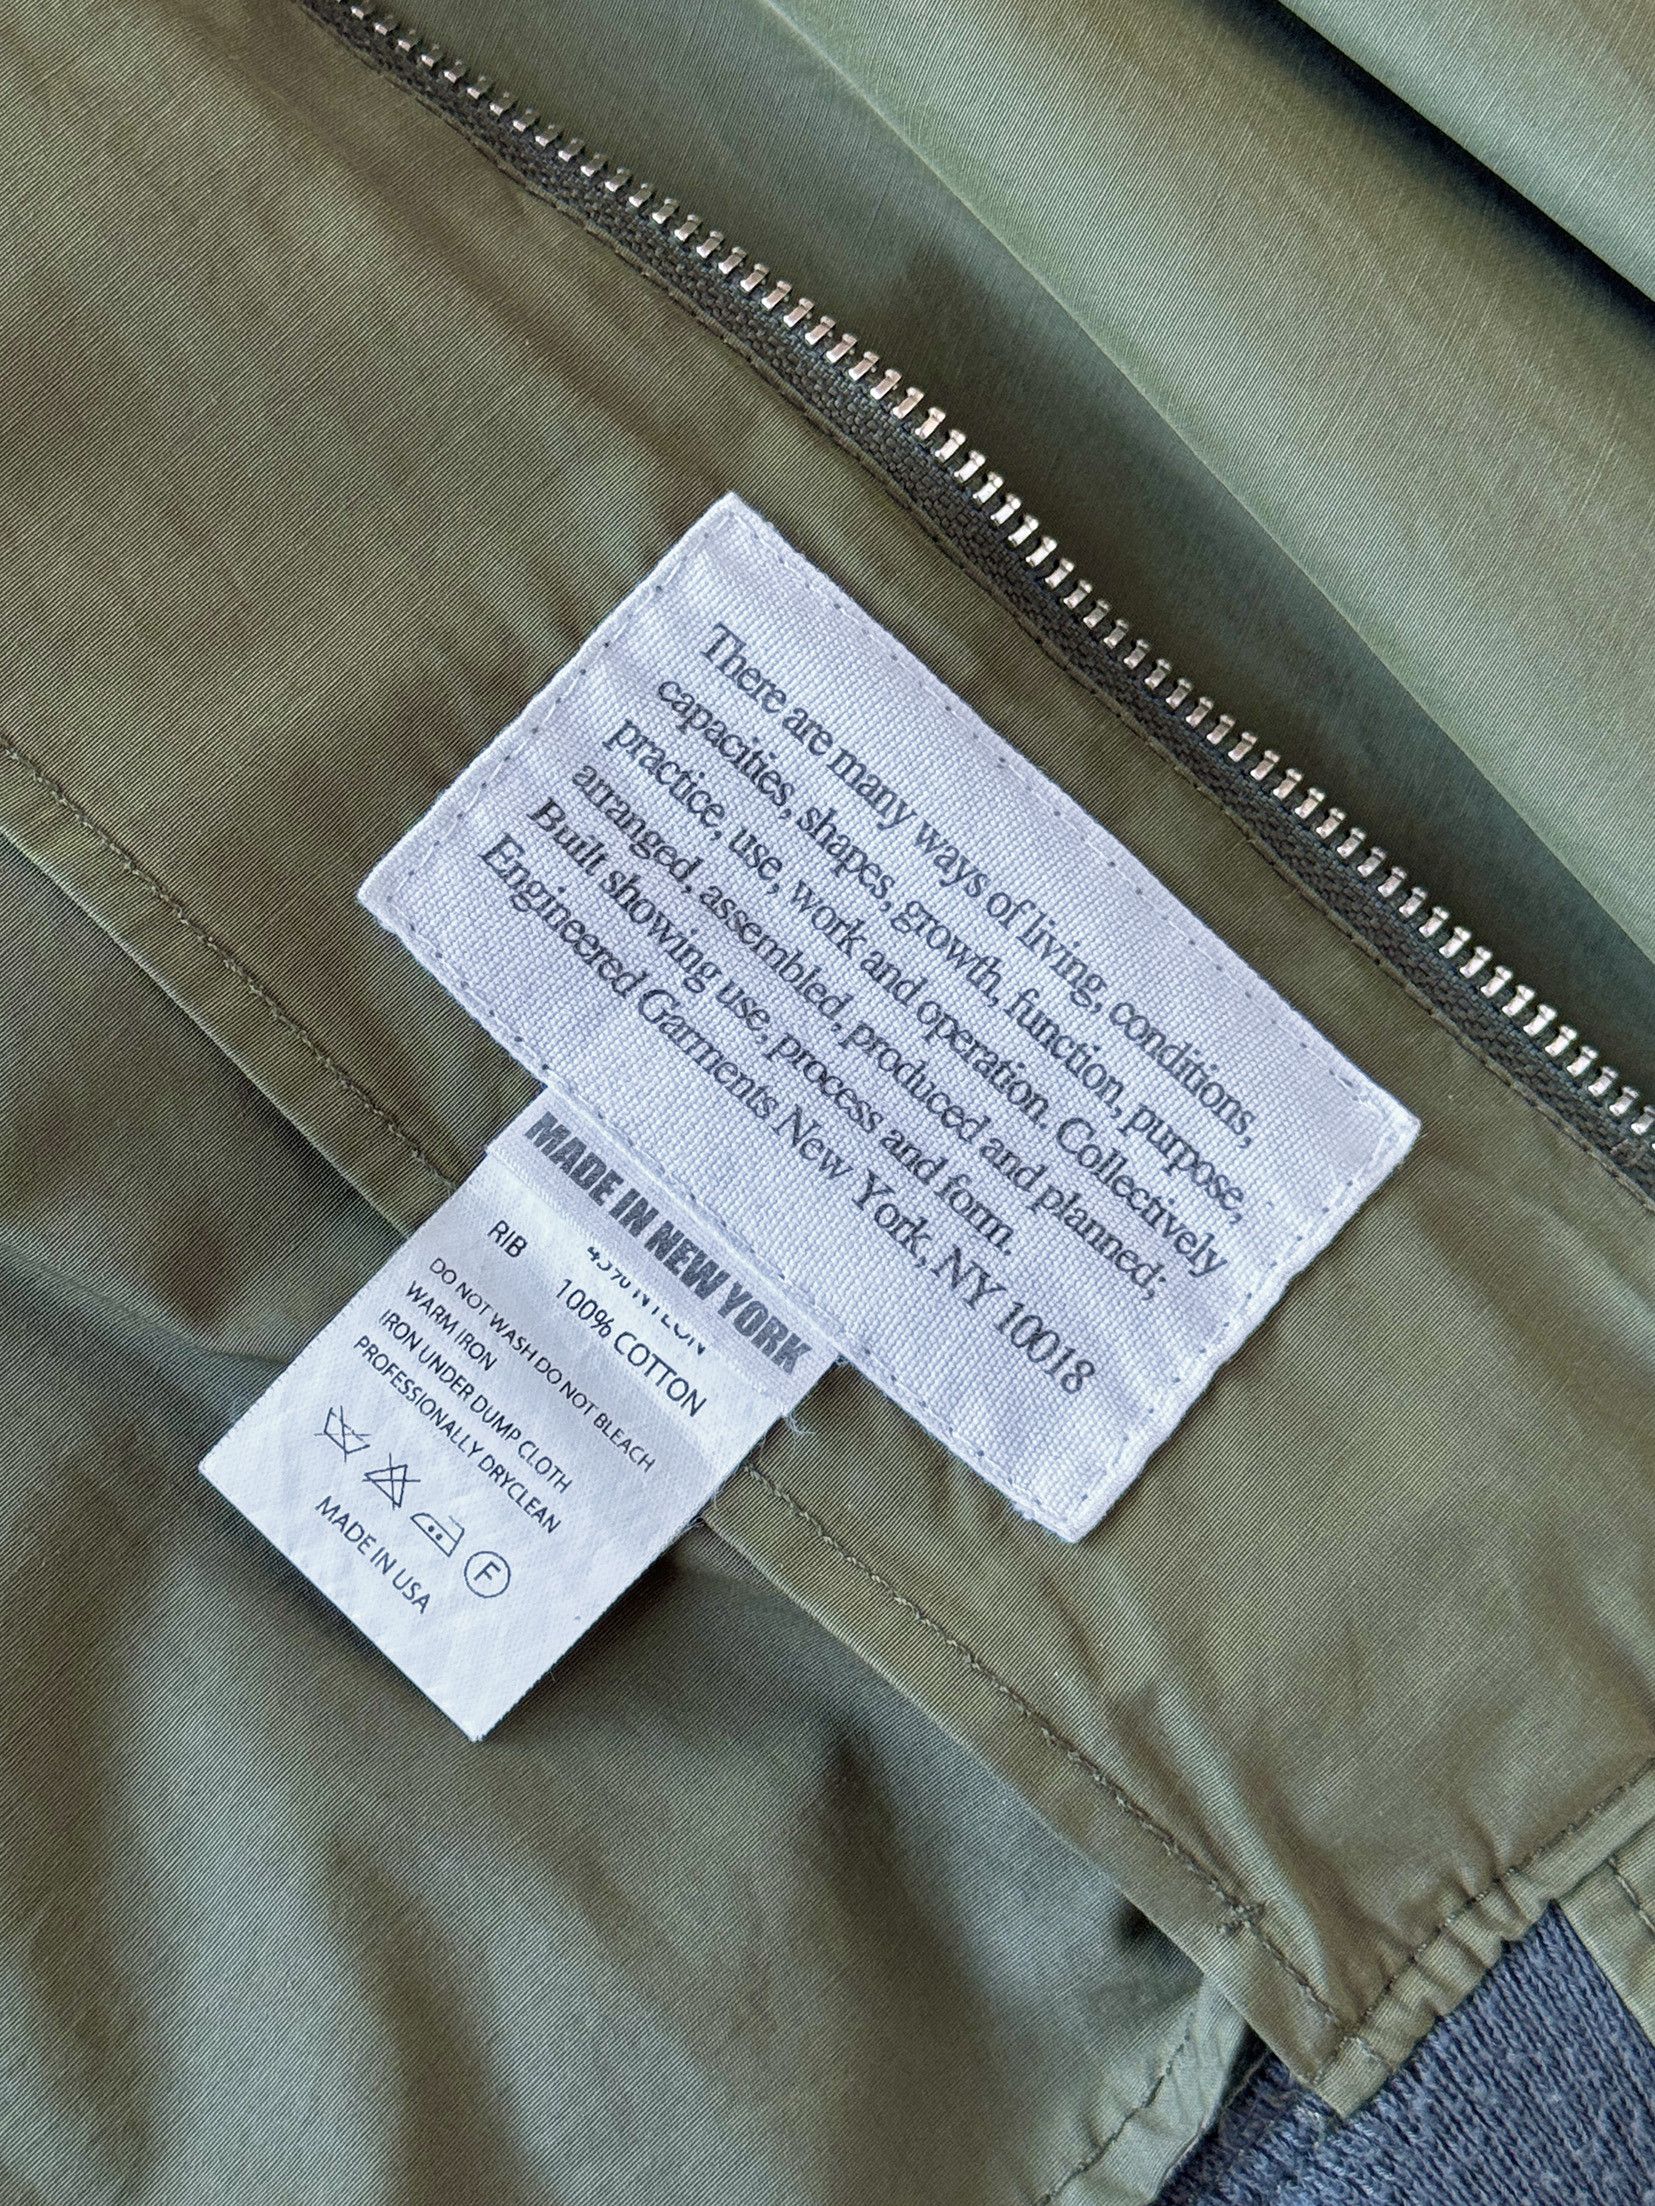 There are many ways of living, conditions,
capacities, shapes, growth, function, purpose,
practice, use, work and operation. Collectively
arranged, assembled, produced and planned;
Built showing use, process and form.
Engineered Garments New York, NY 10018
MADE IN NEW YORK
RIB 100% COTTON
DO NOT WASH DO NOT BLEACH
WARM IRON
IRON UNDER DUMP CLOTH
PROFESSIONALLY DRYCLEAN
F
MADE IN USA